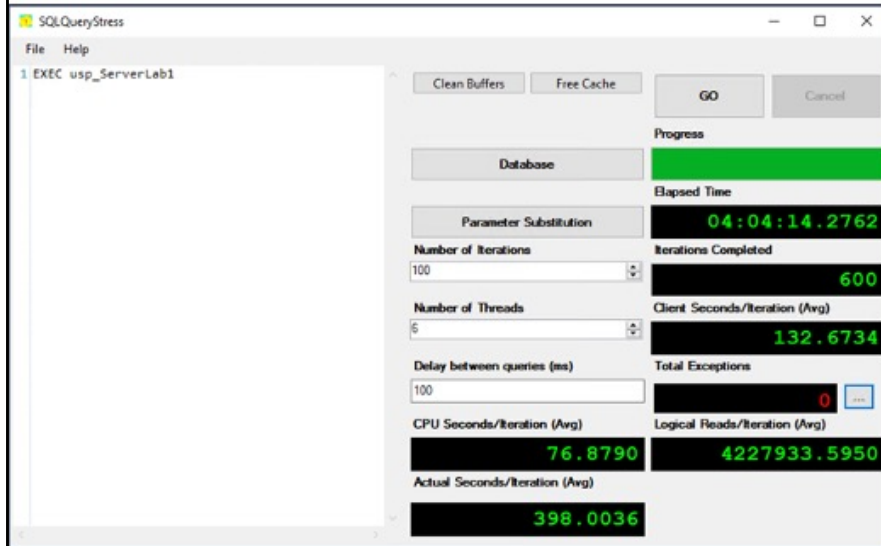 SQLQueryStress
File Help
1 EXEC usp_ServerLab1
Clean Buffers
Free Cache
GO
Cancel
Progress
Database
Elapsed Time
04:04:14.2762
Parameter Substitution
Number of Iterations
100
Iterations Completed
600
Number of Threads
6
Client Seconds/Iteration (Avg)
132.6734
Delay between queries (ms)
100
Total Exceptions
0
...
CPU Seconds/Iteration (Avg)
76.8790
Logical Reads/Iteration (Avg)
4227933.5950
Actual Seconds/Iteration (Avg)
398.0036